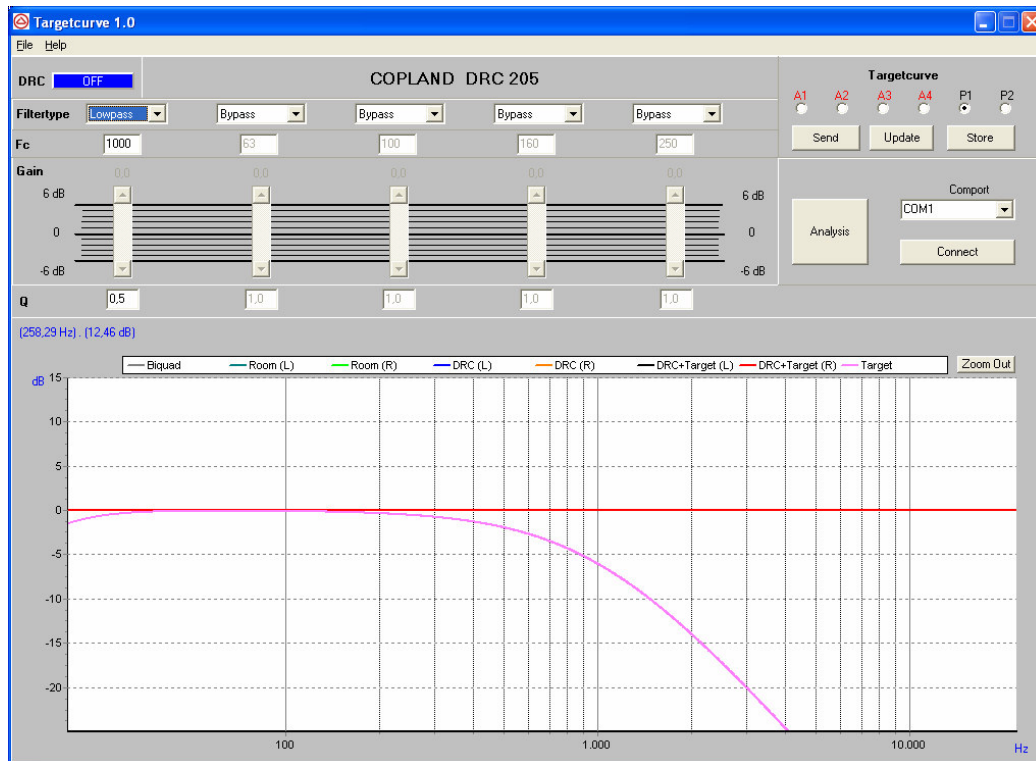 Targetcurve 1.0
File Help
DRC OFF
COPLAND DRC 205
Targetcurve
A1 A2 A3 A4 P1 P2
Filtertype Lowpass Bypass Bypass Bypass Bypass
Send Update Store
Fc 1000 63 100 160 250
Gain 0,0 0,0 0,0 0,0 0,0
6 dB 6 dB
0 0
-6 dB -6 dB
Comport
COM1
Analysis
Connect
Q 0,5 1,0 1,0 1,0 1,0
(258,29 Hz) . (12,46 dB)
Biquad Room (L) Room (R) DRC (L) DRC (R) DRC+Target (L) DRC+Target (R) Target
Zoom Out
dB 15
10
5
0
-5
-10
-15
-20
100 1.000 10.000 Hz